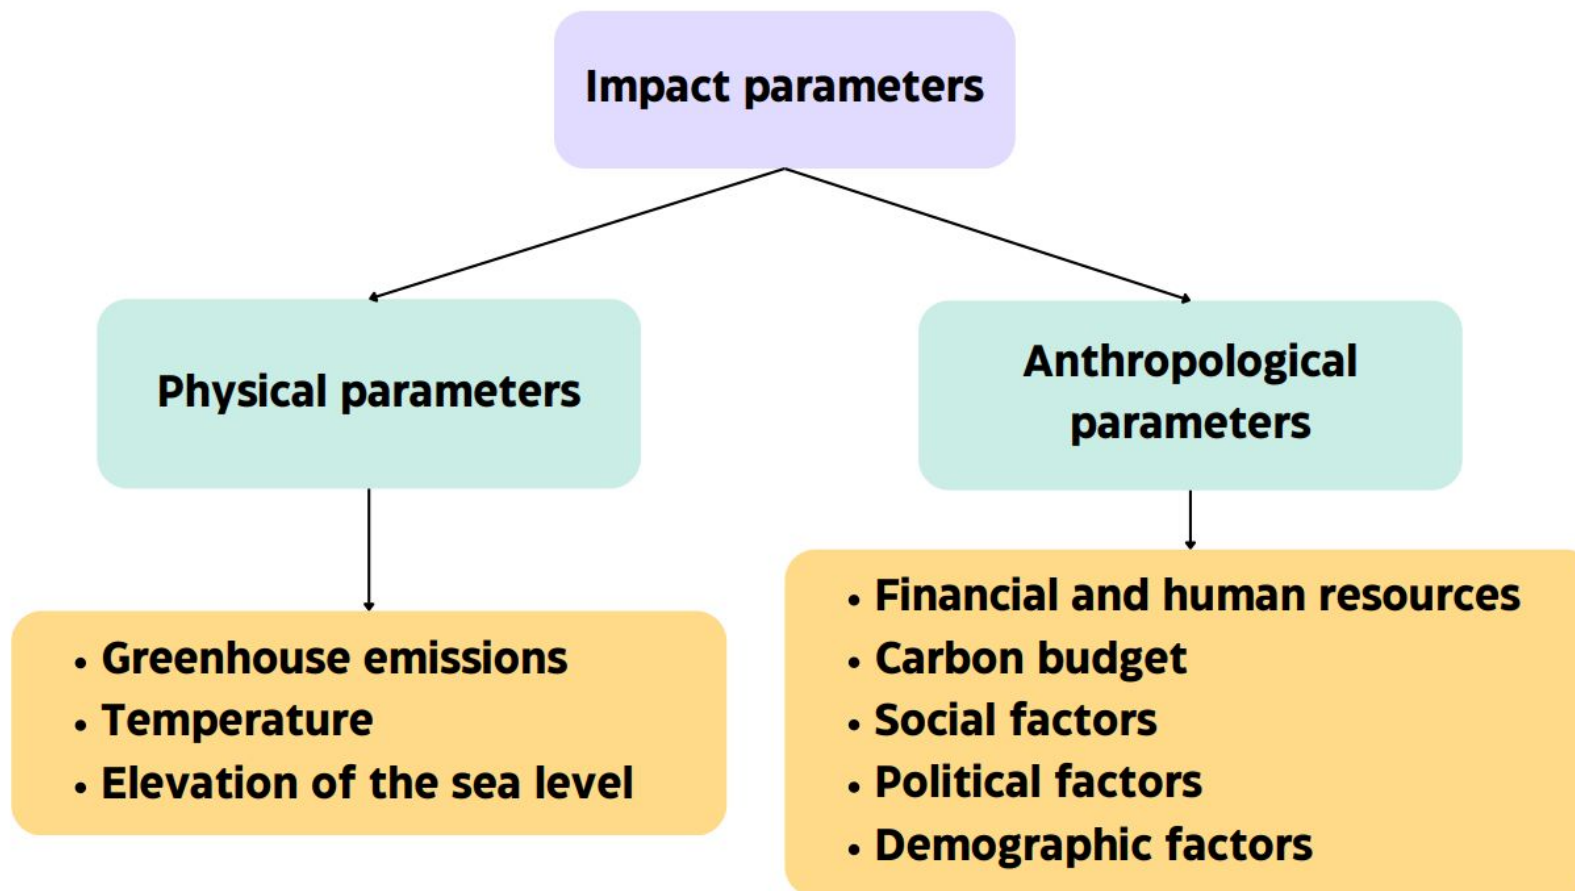 Impact parameters
Physical parameters
Anthropological
parameters
• Greenhouse emissions
• Temperature
• Elevation of the sea level
• Financial and human resources
• Carbon budget
• Social factors
• Political factors
• Demographic factors